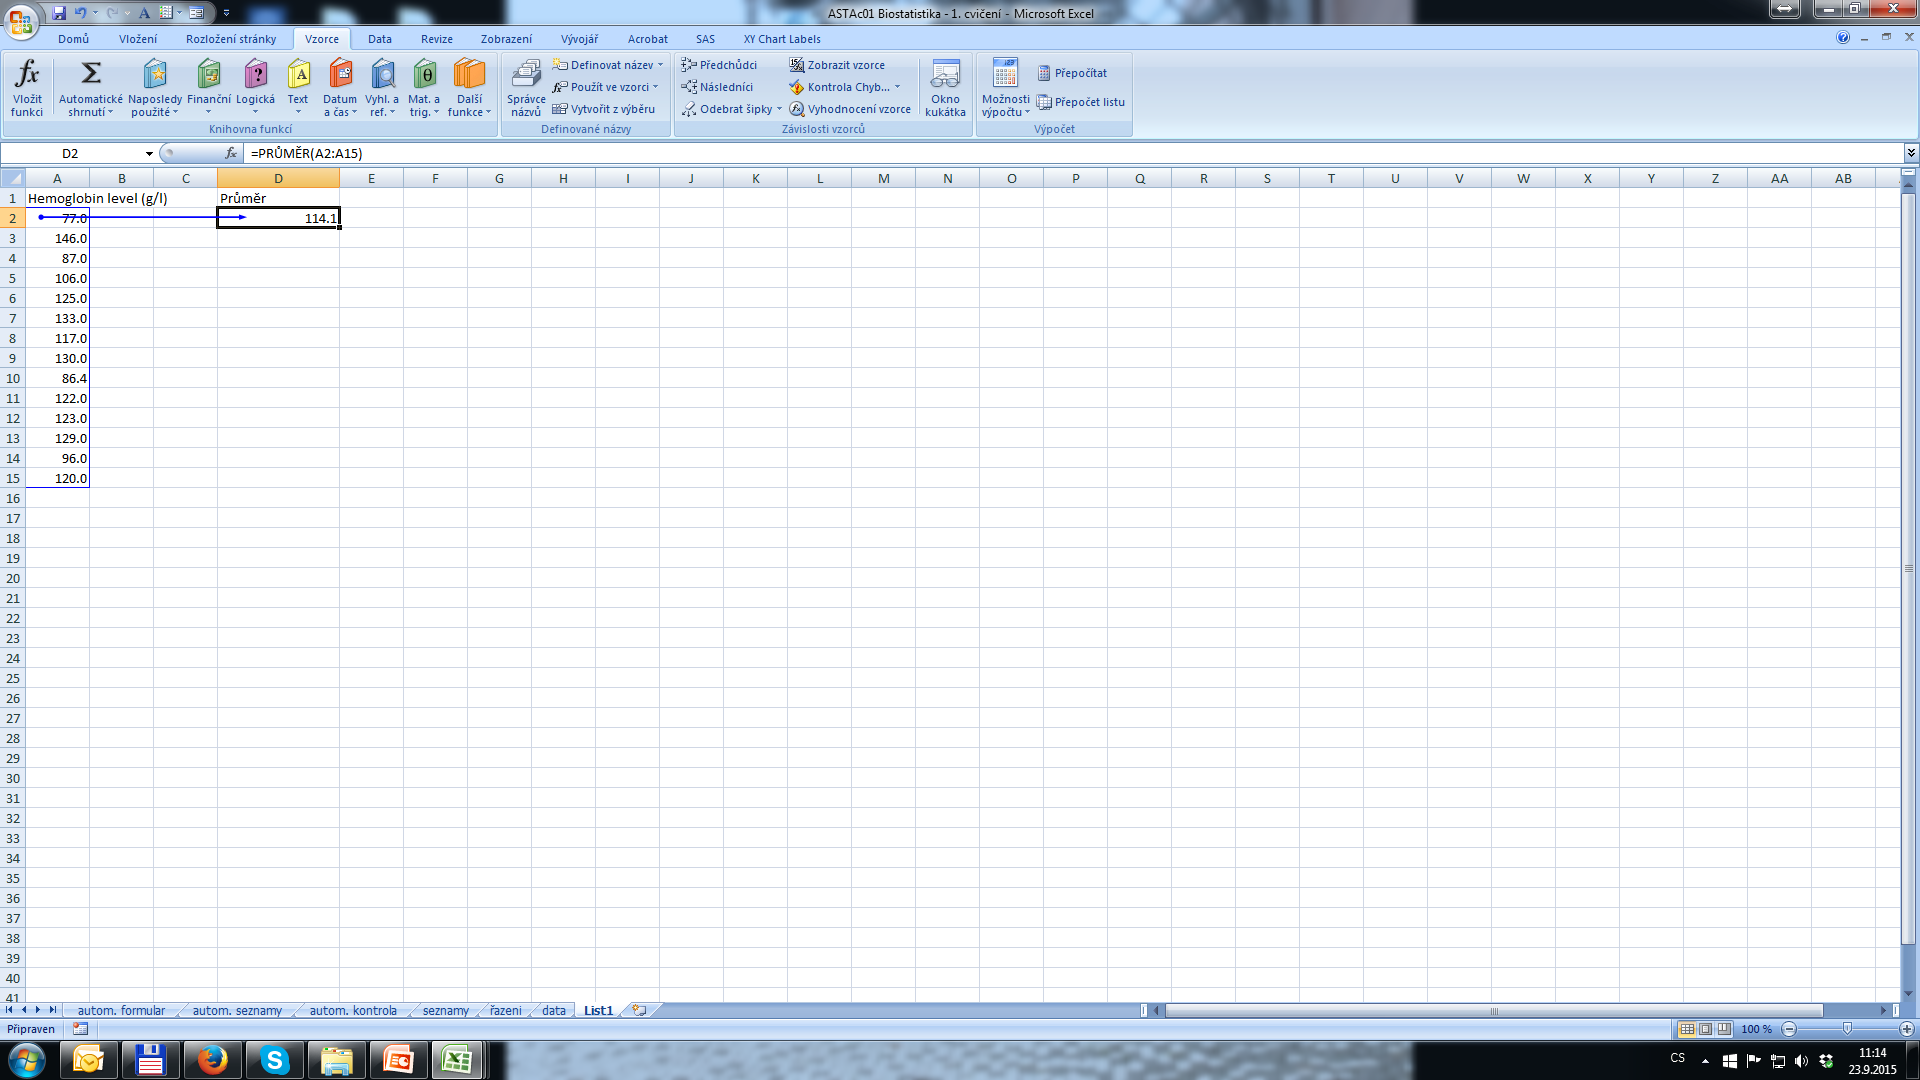 ASTAc01 Biostatistika - 1. cvičení - Microsoft Excel
Domů Vložení Rozložení stránky Vzorce Data Revize Zobrazení Vývojář Acrobat SAS XY Chart Labels
Vložit funkci
Automatické shrnutí
Naposledy použité
Finanční
Logická
Text
Datum a čas
Vyhl. a ref.
Mat. a trig.
Další funkce
Knihovna funkcí
Správce názvů
Definovat název
Použít ve vzorci
Vytvořit z výběru
Definované názvy
Předchůdci
Následníci
Odebrat šipky
Zobrazit vzorce
Kontrola Chyb...
Vyhodnocení vzorce
Závislosti vzorců
Okno kukátka
Možnosti výpočtu
Přepočítat
Přepočet listu
Výpočet
D2 fx =PRŮMĚR(A2:A15)
A B C D E F G H I J K L M N O P Q R S T U V W X Y Z AA AB
1 Hemoglobin level (g/l) Průměr
2 77.0 114.1
3 146.0
4 87.0
5 106.0
6 125.0
7 133.0
8 117.0
9 130.0
10 86.4
11 122.0
12 123.0
13 129.0
14 96.0
15 120.0
16
17
18
19
20
21
22
23
24
25
26
27
28
29
30
31
32
33
34
35
36
37
38
39
40
41
autom. formular autom. seznamy autom. kontrola seznamy řazeni data List1
Připraven 100 %
CS 11:14
23.9.2015